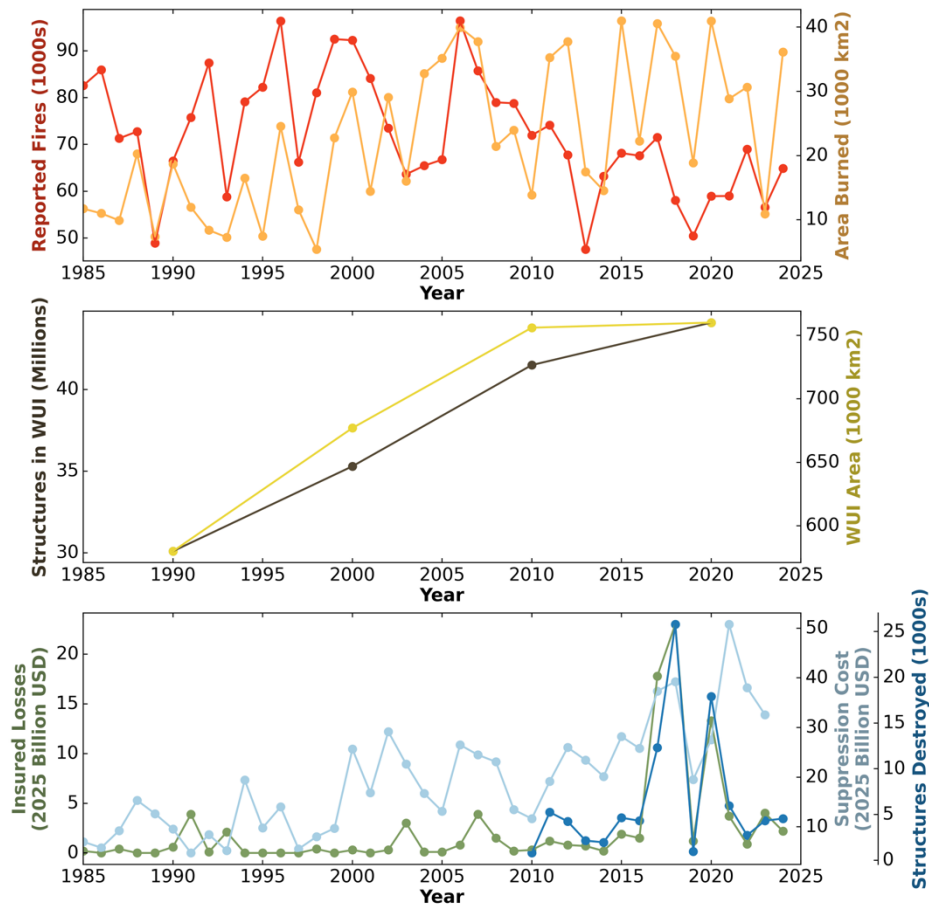 Reported Fires (1000s)
90
80
70
60
50
40
30
20
10
Area Burned (1000 km2)
1985 1990 1995 2000 2005 2010 2015 2020 2025
Year
Structures in WUI (Millions)
40
35
30
750
700
650
600
WUI Area (1000 km2)
1985 1990 1995 2000 2005 2010 2015 2020 2025
Year
Insured Losses
(2025 Billion USD)
20
15
10
5
0
50
40
30
20
10
Suppression Cost
(2025 Billion USD)
25
20
15
10
5
0
Structures Destroyed (1000s)
1985 1990 1995 2000 2005 2010 2015 2020 2025
Year